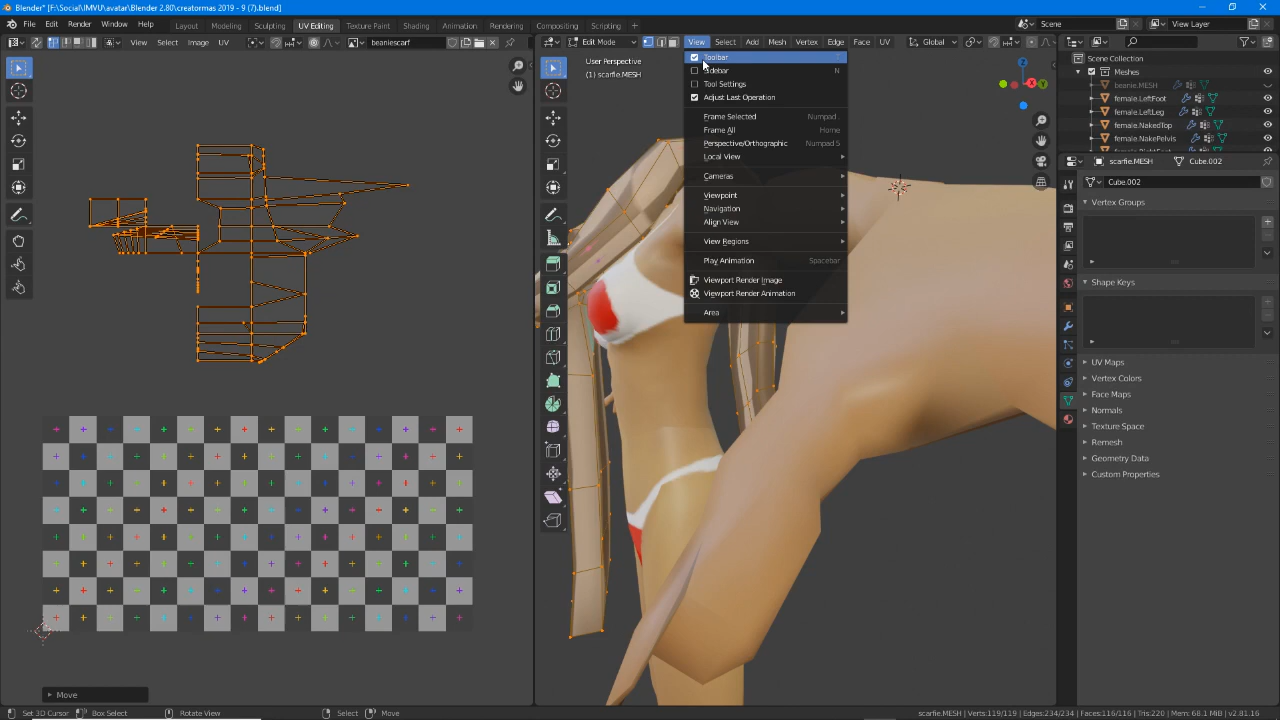 Blender* [F:\Social\IMVU\avatar\Blender 2.80\creatormas 2019 - 9 (7).blend]
File Edit Render Window Help Layout Modeling Sculpting UV Editing Texture Paint Shading Animation Rendering Compositing Scripting + Scene View Layer
View Select Image UV beaniescarf Edit Mode View Select Add Mesh Vertex Edge Face UV Global
Toolbar T
Sidebar N
Tool Settings
Adjust Last Operation
Frame Selected Numpad .
Frame All Home
Perspective/Orthographic Numpad 5
Local View
Cameras
Viewpoint
Navigation
Align View
View Regions
Play Animation Spacebar
Viewport Render Image
Viewport Render Animation
Area
User Perspective
(1) scarfie.MESH
Z
X
Y
Scene Collection
Meshes
beanie.MESH
female.LeftFoot
female.LeftLeg
female.NakedTop
female.NakePelvis
scarfie.MESH Cube.002
Cube.002
Vertex Groups
Shape Keys
UV Maps
Vertex Colors
Face Maps
Normals
Texture Space
Remesh
Geometry Data
Custom Properties
Move
Set 3D Cursor Box Select Rotate View Select Move scarfie.MESH | Verts:119/119 | Edges:234/234 | Faces:116/116 | Tris:220 | Mem: 68.1 MiB | v2.81.16